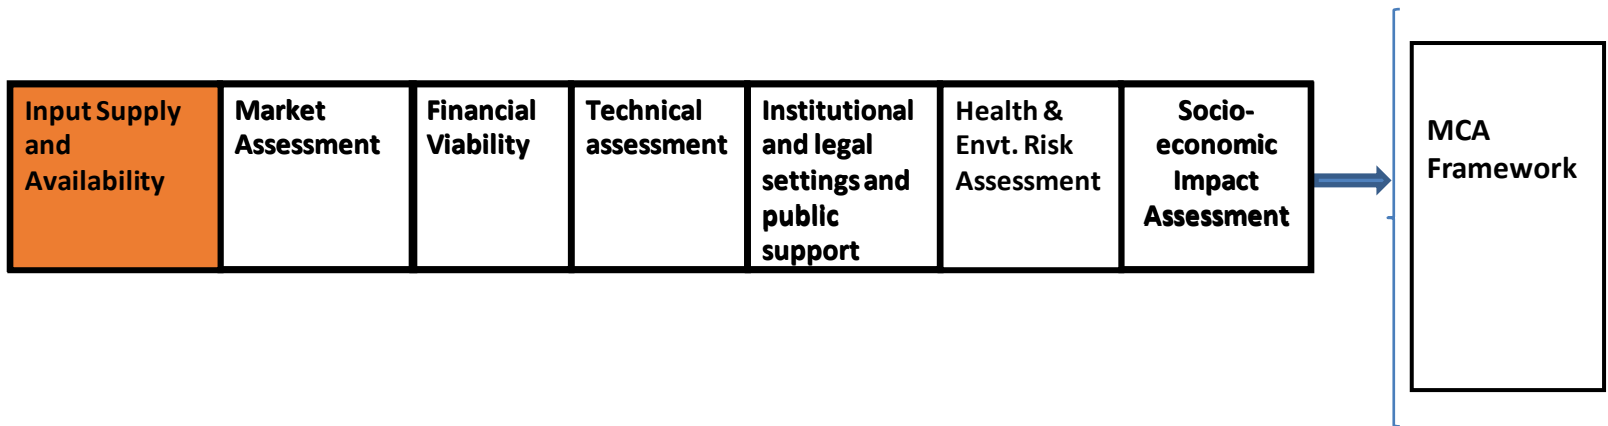 Input Supply
and
Availability
Market
Assessment
Financial
Viability
Technical
assessment
Institutional
and legal
settings and
public
support
Health &
Envt. Risk
Assessment
Socio-
economic
Impact
Assessment
MCA
Framework